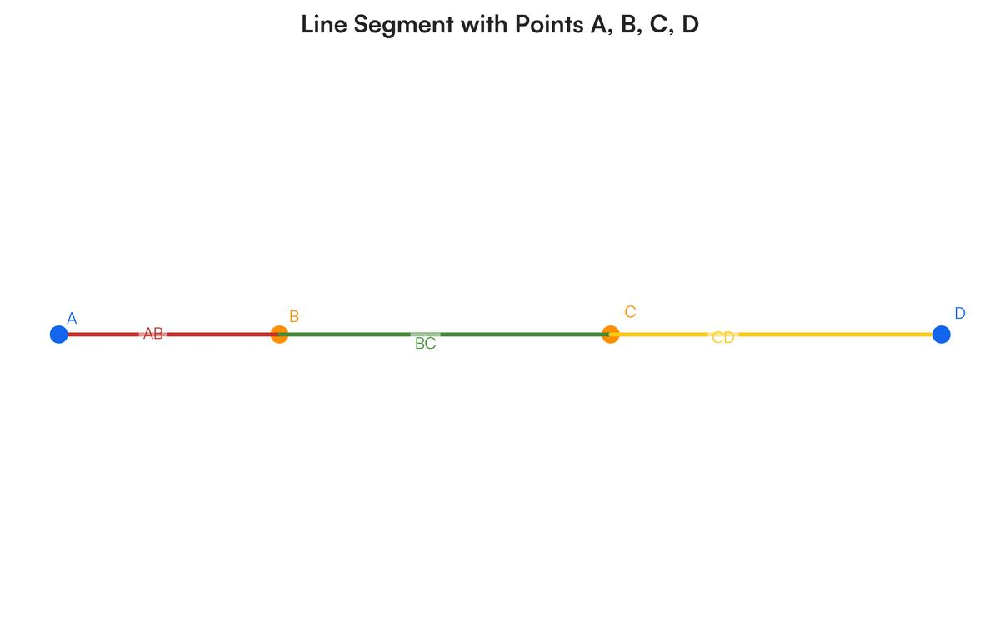 Line Segment with Points A, B, C, D
A
B
C
D
AB
BC
CD